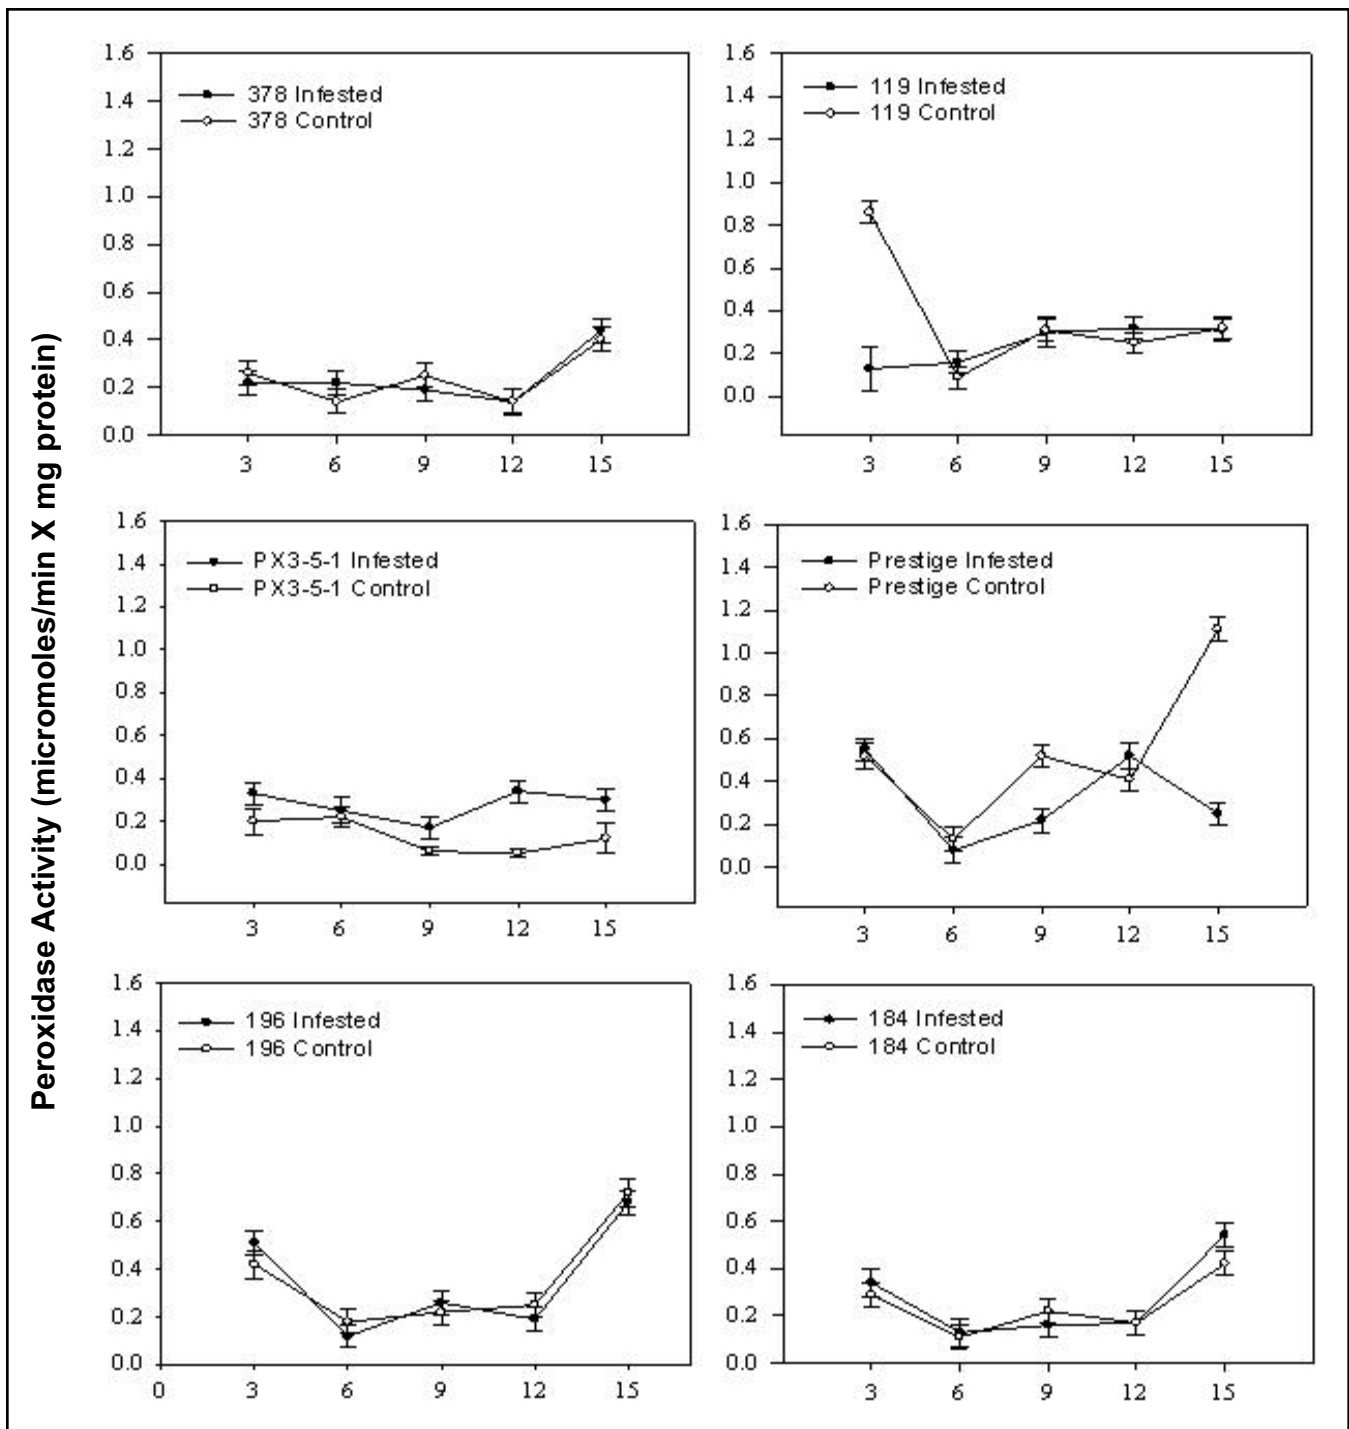 Peroxidase Activity (micromoles/min X mg protein)
1.6
1.4
1.2
1.0
0.8
0.6
0.4
0.2
0.0
378 Infested
378 Control
3 6 9 12 15
1.6
1.4
1.2
1.0
0.8
0.6
0.4
0.2
0.0
119 Infested
119 Control
3 6 9 12 15
1.6
1.4
1.2
1.0
0.8
0.6
0.4
0.2
0.0
PX3-5-1 Infested
PX3-5-1 Control
3 6 9 12 15
1.6
1.4
1.2
1.0
0.8
0.6
0.4
0.2
0.0
Prestige Infested
Prestige Control
3 6 9 12 15
1.6
1.4
1.2
1.0
0.8
0.6
0.4
0.2
0.0
196 Infested
196 Control
0 3 6 9 12 15
1.6
1.4
1.2
1.0
0.8
0.6
0.4
0.2
0.0
184 Infested
184 Control
3 6 9 12 15